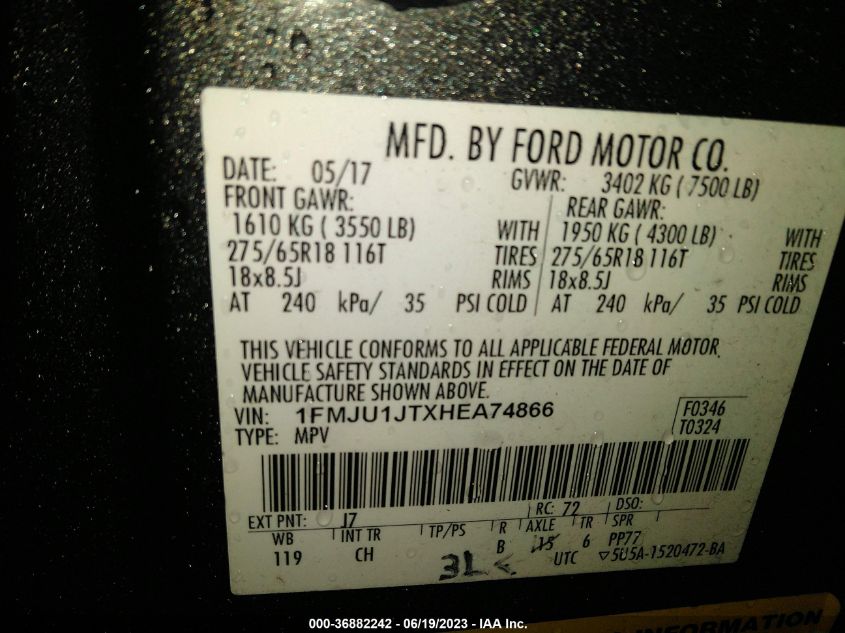 MFD. BY FORD MOTOR CO.
DATE: 05/17 GVWR: 3402 KG ( 7500 LB)
FRONT GAWR: REAR GAWR:
1610 KG ( 3550 LB) WITH 1950 KG ( 4300 LB) WITH
275/65R18 116T TIRES 275/65R18 116T TIRES
18x8.5J RIMS 18x8.5J RIMS
AT 240 kPa/ 35 PSI COLD AT 240 kPa/ 35 PSI COLD
THIS VEHICLE CONFORMS TO ALL APPLICABLE FEDERAL MOTOR
VEHICLE SAFETY STANDARDS IN EFFECT ON THE DATE OF
MANUFACTURE SHOWN ABOVE.
VIN: 1FMJU1JTXHEA74866 F0346
TYPE: MPV T0324
EXT PNT: J7 RC: 72 DSO:
WB INT TR TP/PS R AXLE TR SPR
119 CH B 15 6 PP77
3L UTC ▽5U5A-1520472-BA
INFORMATION
000-36882242 - 06/19/2023 - IAA Inc.